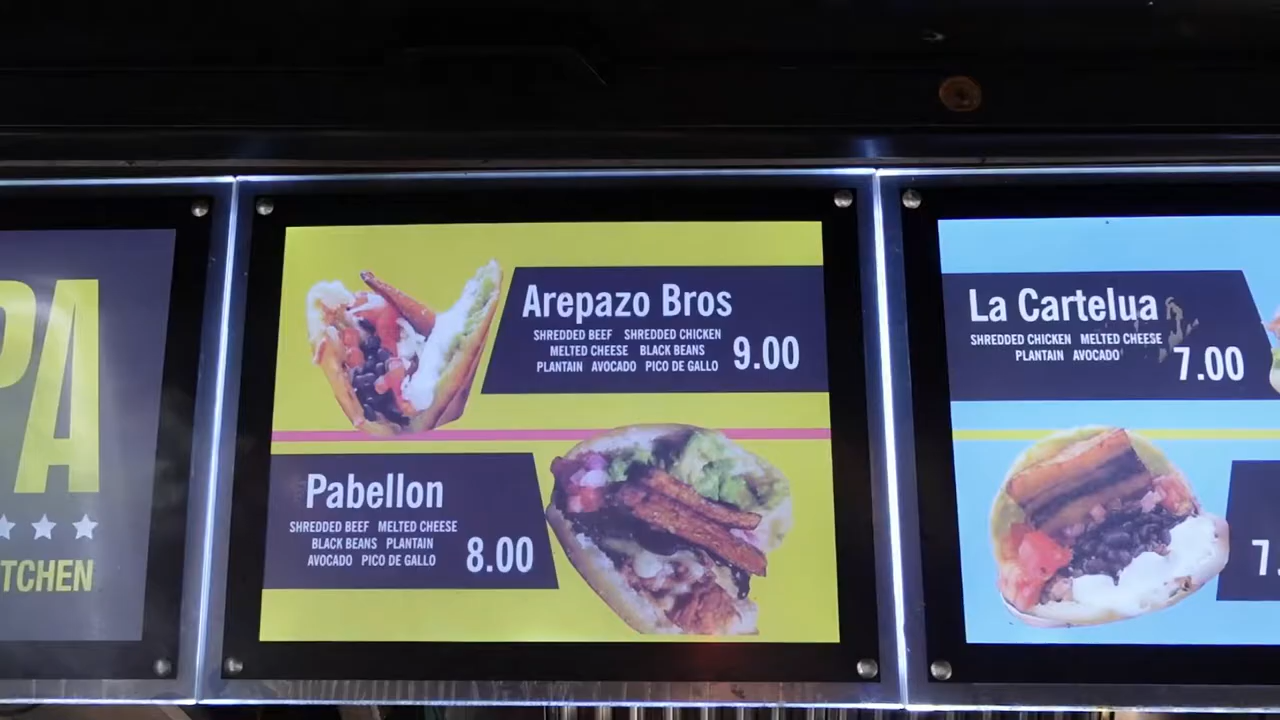 PA
TCHEN
Arepazo Bros
SHREDDED BEEF SHREDDED CHICKEN
MELTED CHEESE BLACK BEANS
PLANTAIN AVOCADO PICO DE GALLO
9.00
Pabellon
SHREDDED BEEF MELTED CHEESE
BLACK BEANS PLANTAIN
AVOCADO PICO DE GALLO
8.00
La Cartelua
SHREDDED CHICKEN MELTED CHEESE
PLANTAIN AVOCADO
7.00
7.